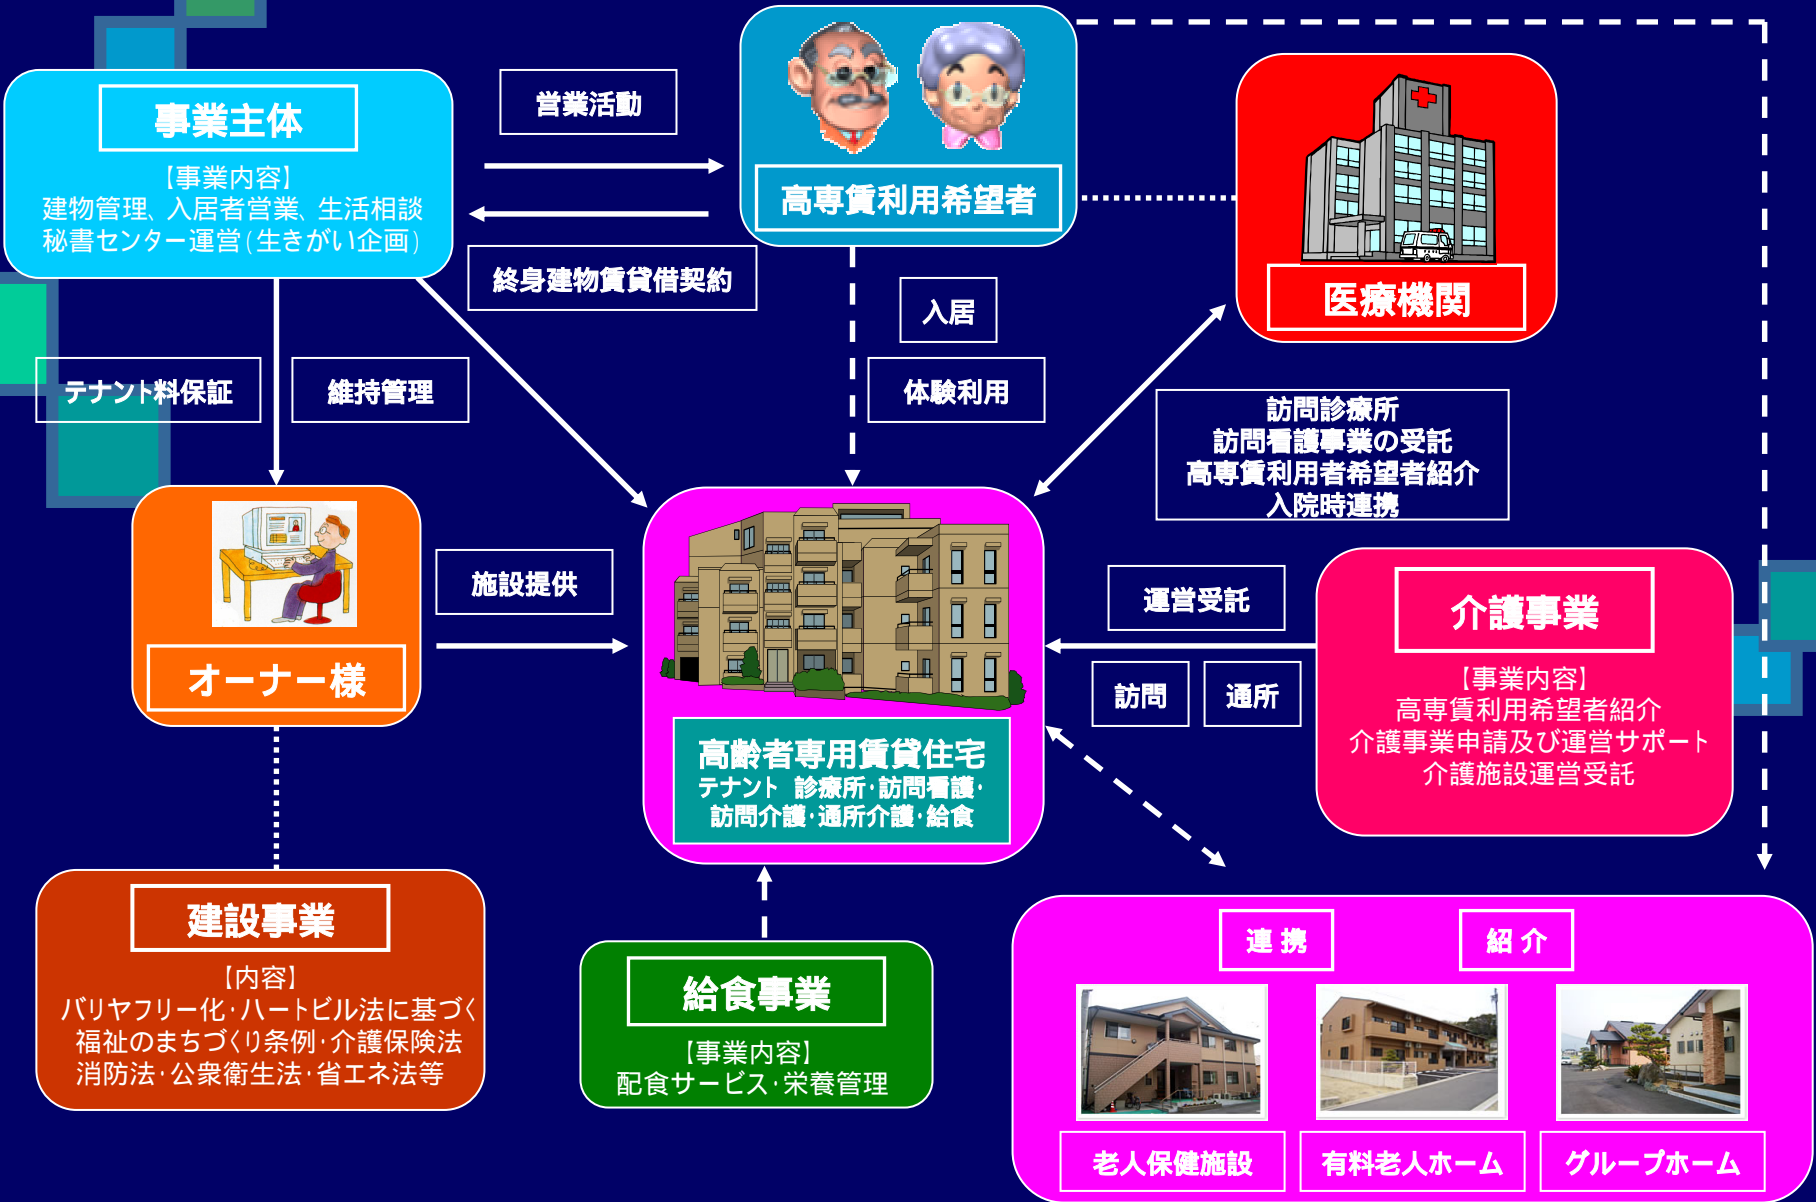 事業主体
【事業内容】
建物管理、入居者営業、生活相談
秘書センター運営(生きがい企画)
営業活動
終身建物賃貸借契約
高専賃利用希望者
医療機関
入居
体験利用
テナント料保証
維持管理
訪問診療所
訪問看護事業の受託
高専賃利用者希望者紹介
入院時連携
オーナー様
施設提供
高齢者専用賃貸住宅
テナント 診療所・訪問看護・
訪問介護・通所介護・給食
運営受託
訪問
通所
介護事業
【事業内容】
高専賃利用希望者紹介
介護事業申請及び運営サポート
介護施設運営受託
建設事業
【内容】
バリヤフリー化・ハートビル法に基づく
福祉のまちづくり条例・介護保険法
消防法・公衆衛生法・省エネ法等
給食事業
【事業内容】
配食サービス・栄養管理
連 携
紹 介
老人保健施設
有料老人ホーム
グループホーム